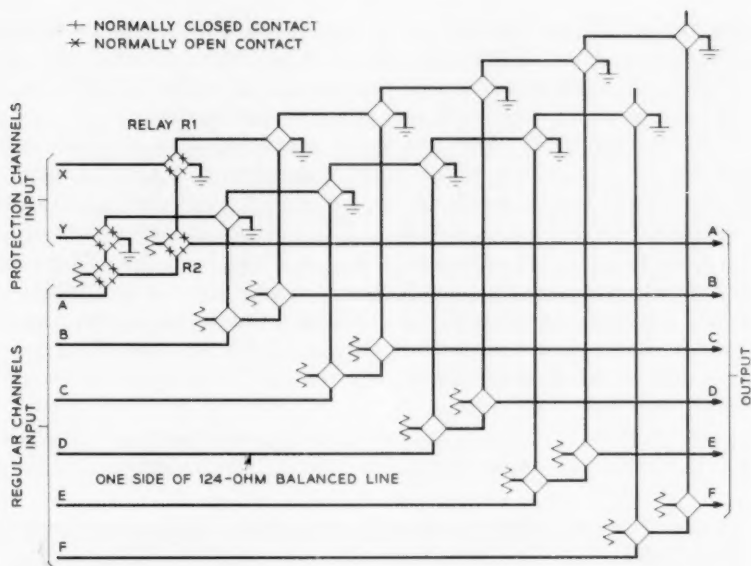 NORMALLY CLOSED CONTACT
NORMALLY OPEN CONTACT
RELAY R1
PROTECTION CHANNELS
INPUT
X
Y
R2
REGULAR CHANNELS
INPUT
A
B
C
D
E
F
ONE SIDE OF 124-OHM BALANCED LINE
A
B
C
D
E
F
OUTPUT